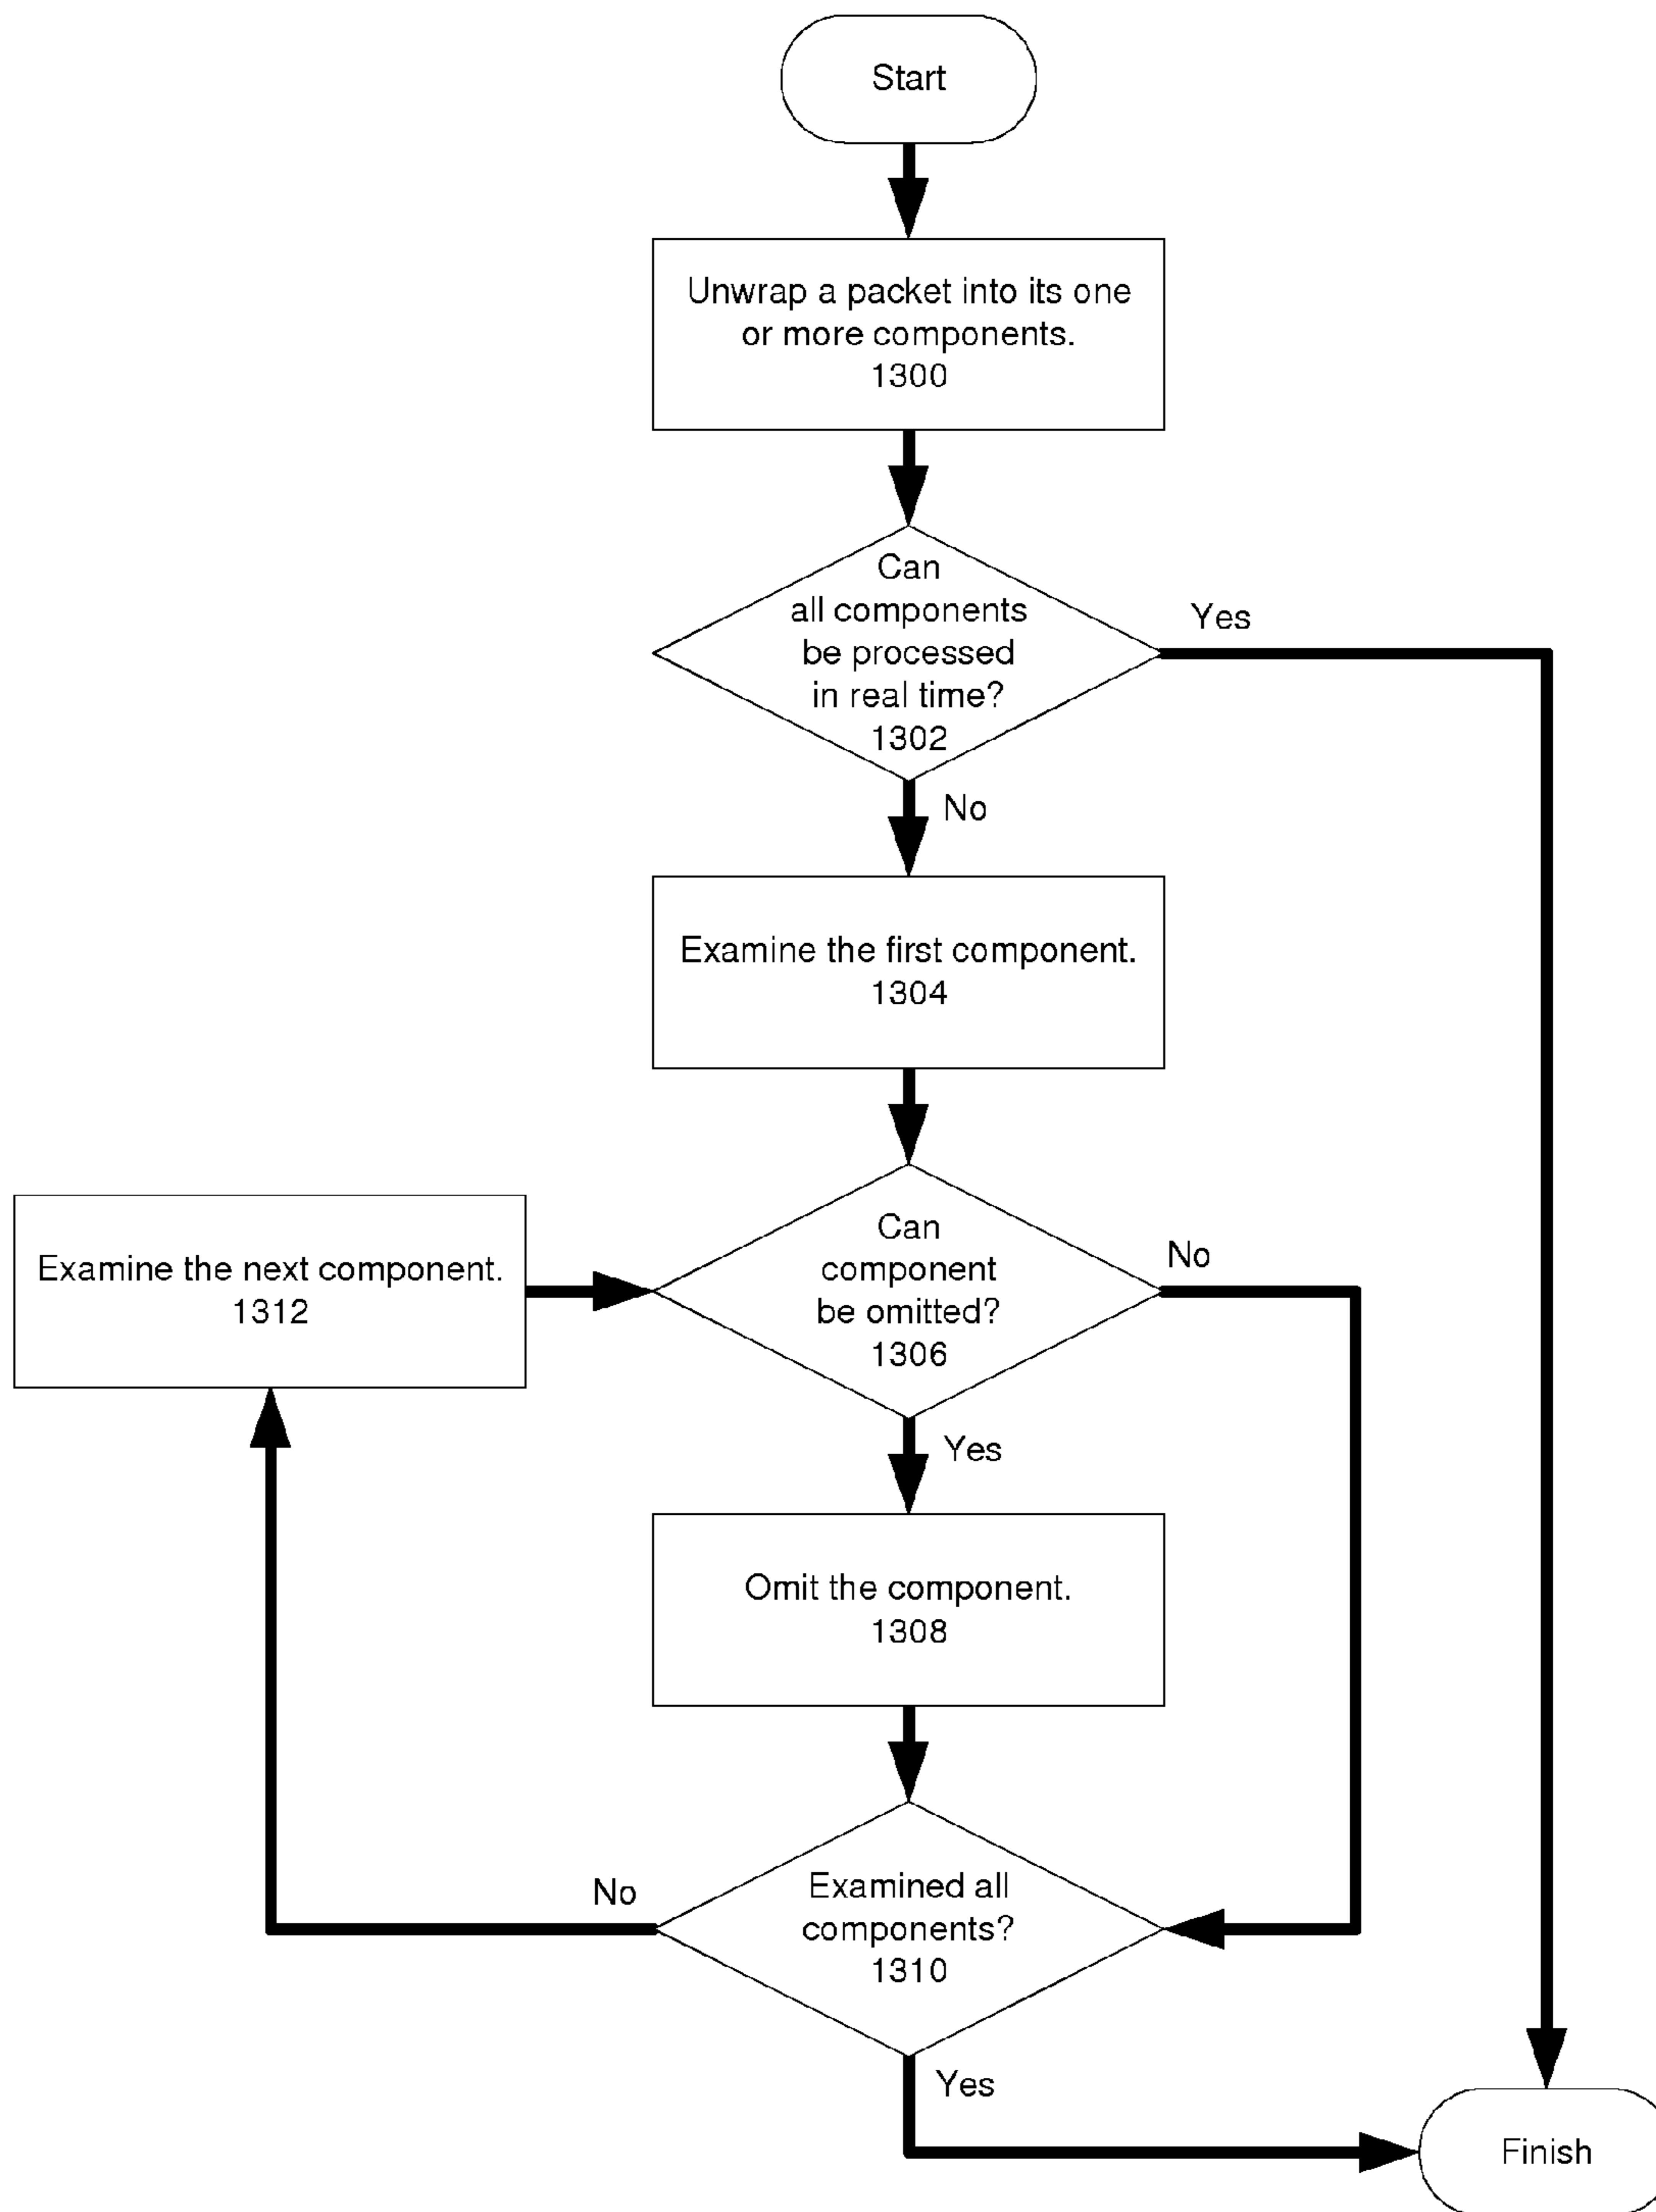 Start
Unwrap a packet into its one
or more components.
1300
Can
all components
be processed
in real time?
1302
Yes
No
Examine the first component.
1304
Examine the next component.
1312
Can
component
be omitted?
1306
No
Yes
Omit the component.
1308
No
Examined all
components?
1310
Yes
Finish